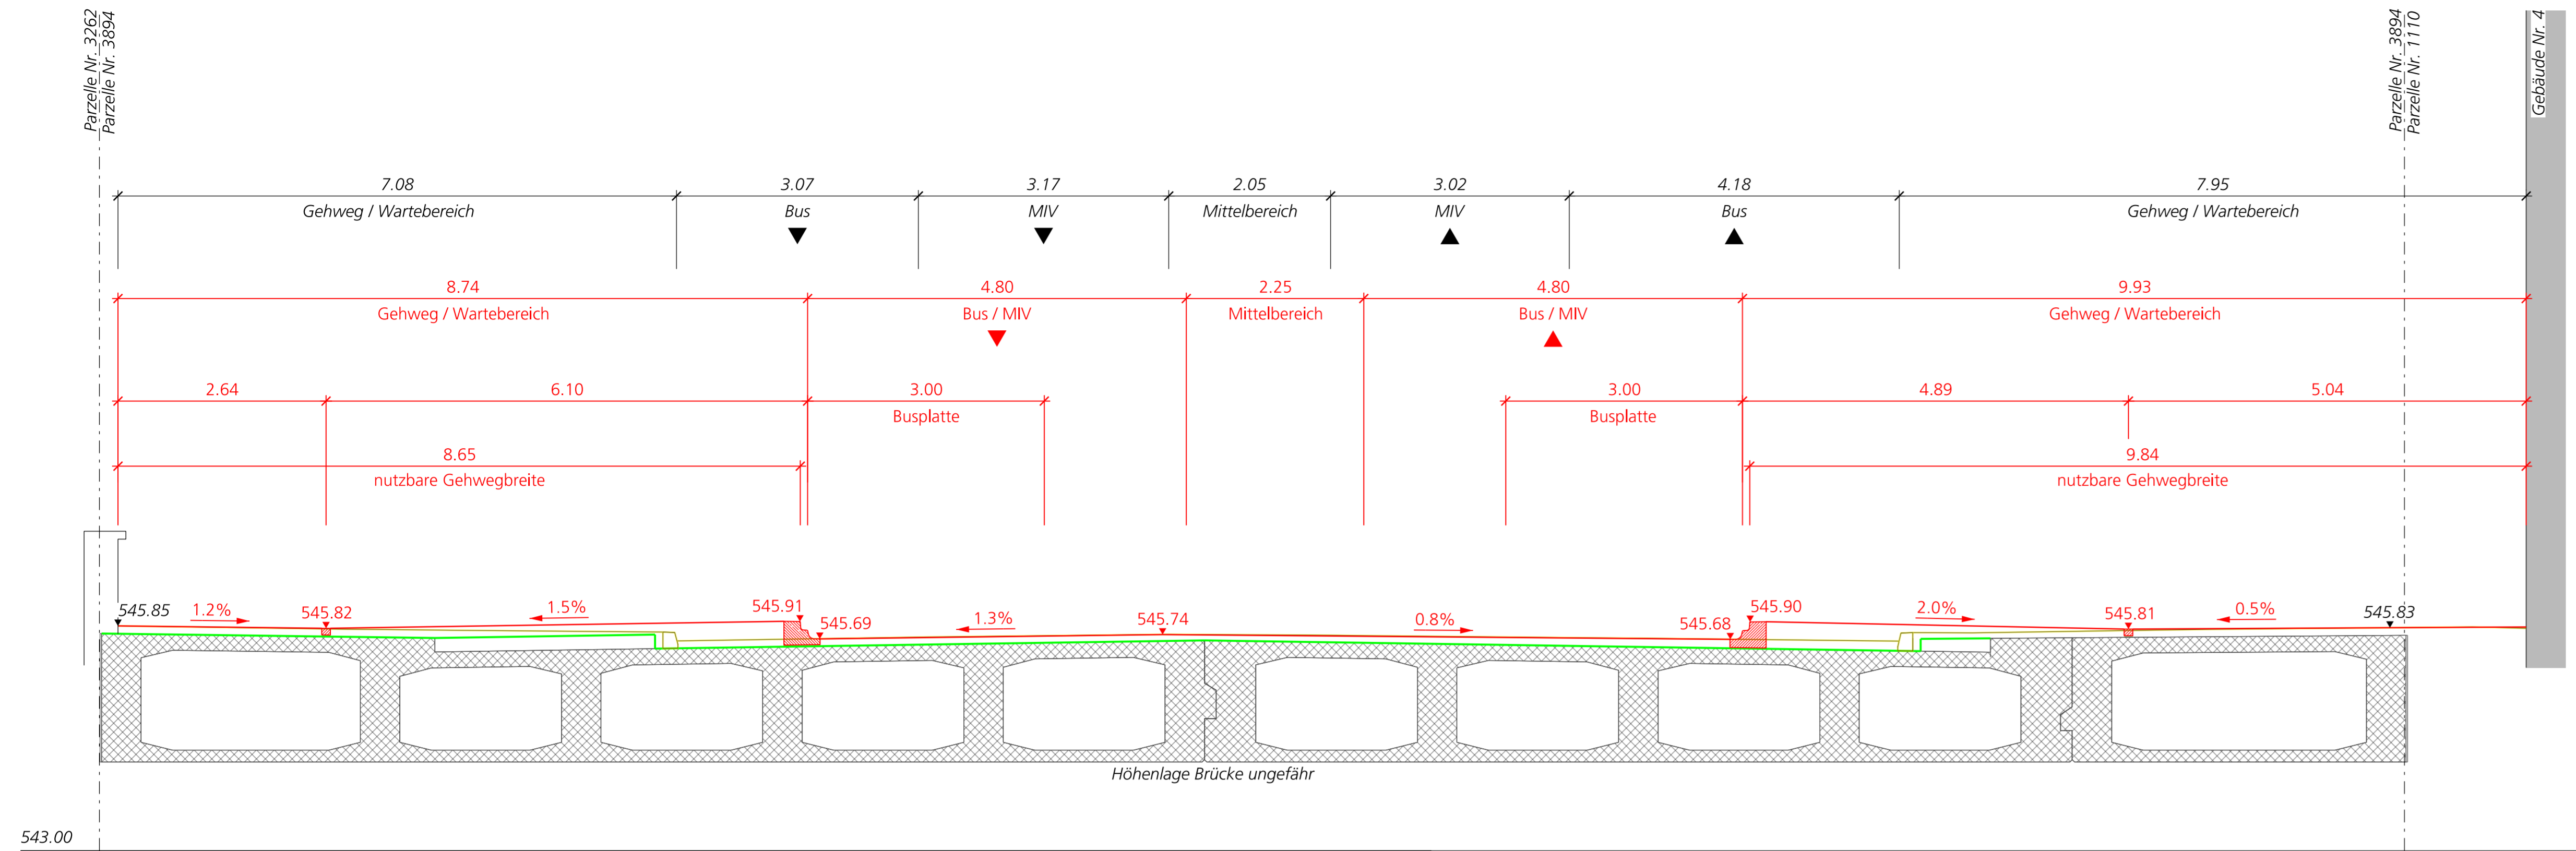 Parzelle Nr. 3262
Parzelle Nr. 3894
Parzelle Nr. 3894
Parzelle Nr. 1110
Gebäude Nr. 4
7.08 3.07 3.17 2.05 3.02 4.18 7.95
Gehweg / Wartebereich Bus MIV Mittelbereich MIV Bus Gehweg / Wartebereich
8.74 4.80 2.25 4.80 9.93
Gehweg / Wartebereich Bus / MIV Mittelbereich Bus / MIV Gehweg / Wartebereich
2.64 6.10 3.00 3.00 4.89 5.04
Busplatte Busplatte
8.65 9.84
nutzbare Gehwegbreite nutzbare Gehwegbreite
545.85 1.2% 545.82 1.5% 545.91 545.69 1.3% 545.74 0.8% 545.68 545.90 2.0% 545.81 0.5% 545.83
Höhenlage Brücke ungefähr
543.00